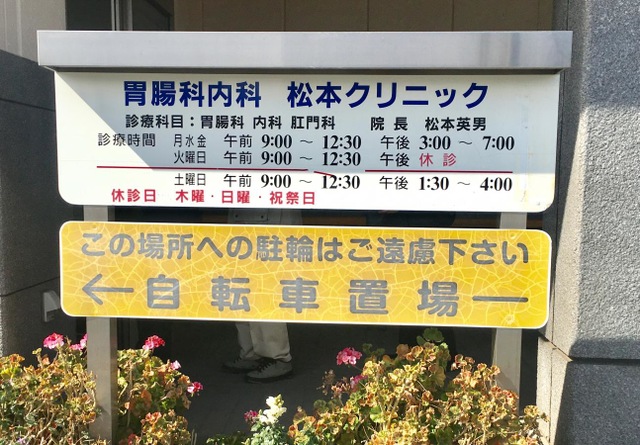 胃腸科内科 松本クリニック
診療科目：胃腸科 内科 肛門科 院長 松本英男
診療時間 月水金 午前 9:00 ～ 12:30 午後 3:00 ～ 7:00
火曜日 午前 9:00 ～ 12:30 午後 休診
土曜日 午前 9:00 ～ 12:30 午後 1:30 ～ 4:00
休診日 木曜・日曜・祝祭日
この場所への駐輪はご遠慮下さい
← 自転車置場